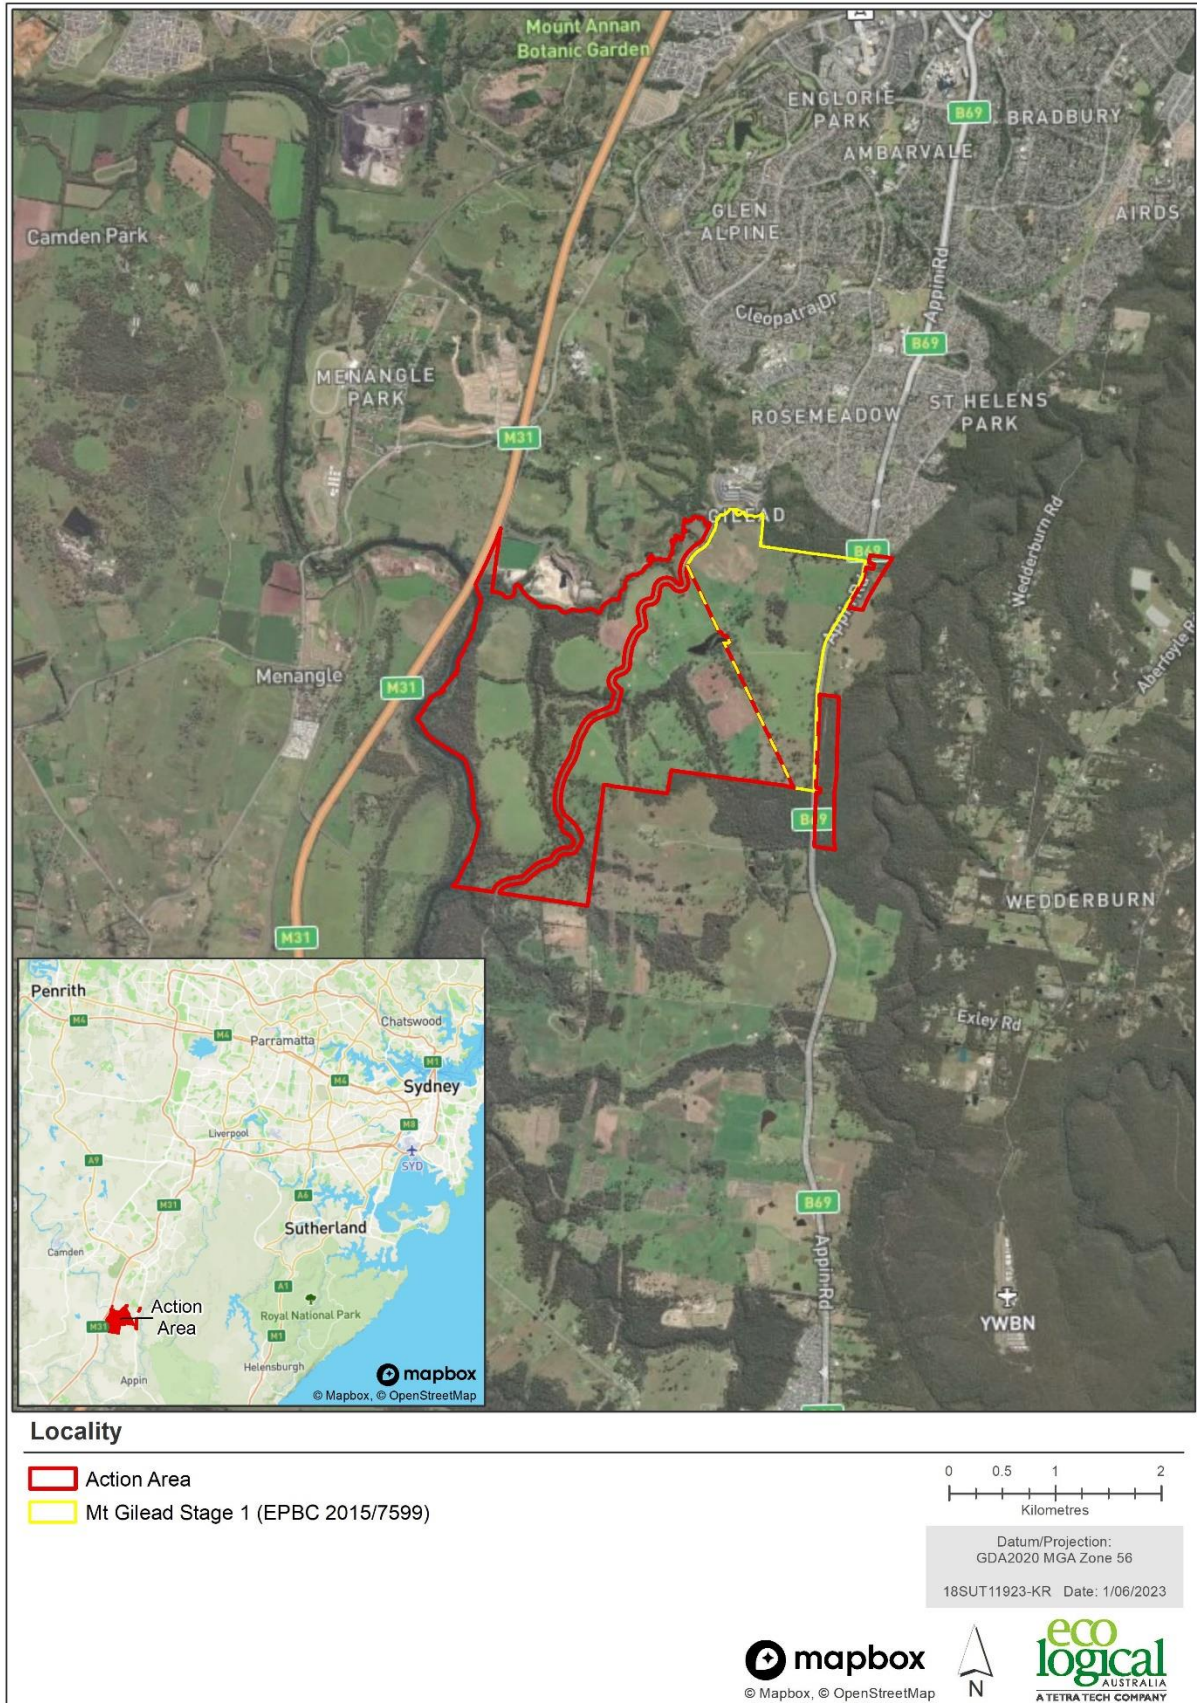 Mount Annan
Botanic Garden
A
ENGLORIE
PARK
B69
BRADBURY
AMBARVALE
GLEN
ALPINE
AIRDS
Camden Park
Appin Rd
Cleopatra Dr
B69
MENANGLE
PARK
ROSEMEADOW
ST HELENS
PARK
M31
GILEAD
B69
Wedderburn Rd
Appin Rd
Aberfoyle R
Menangle
M31
B69
WEDDERBURN
M31
Exley Rd
B69
Appin Rd
YWBN
Penrith
M4
Chatswood
M4
Parramatta
M1
M4
Sydney
M8
Liverpool
SYD
A9
M31
A6
Sutherland
Camden
A1
Royal National Park
Action
Area
M31
M1
Helensburgh
Appin
mapbox
© Mapbox, © OpenStreetMap
Locality
Action Area
Mt Gilead Stage 1 (EPBC 2015/7599)
0 0.5 1 2
Kilometres
Datum/Projection:
GDA2020 MGA Zone 56
18SUT11923-KR Date: 1/06/2023
mapbox
© Mapbox, © OpenStreetMap
N
eco
logical
AUSTRALIA
A TETRA TECH COMPANY